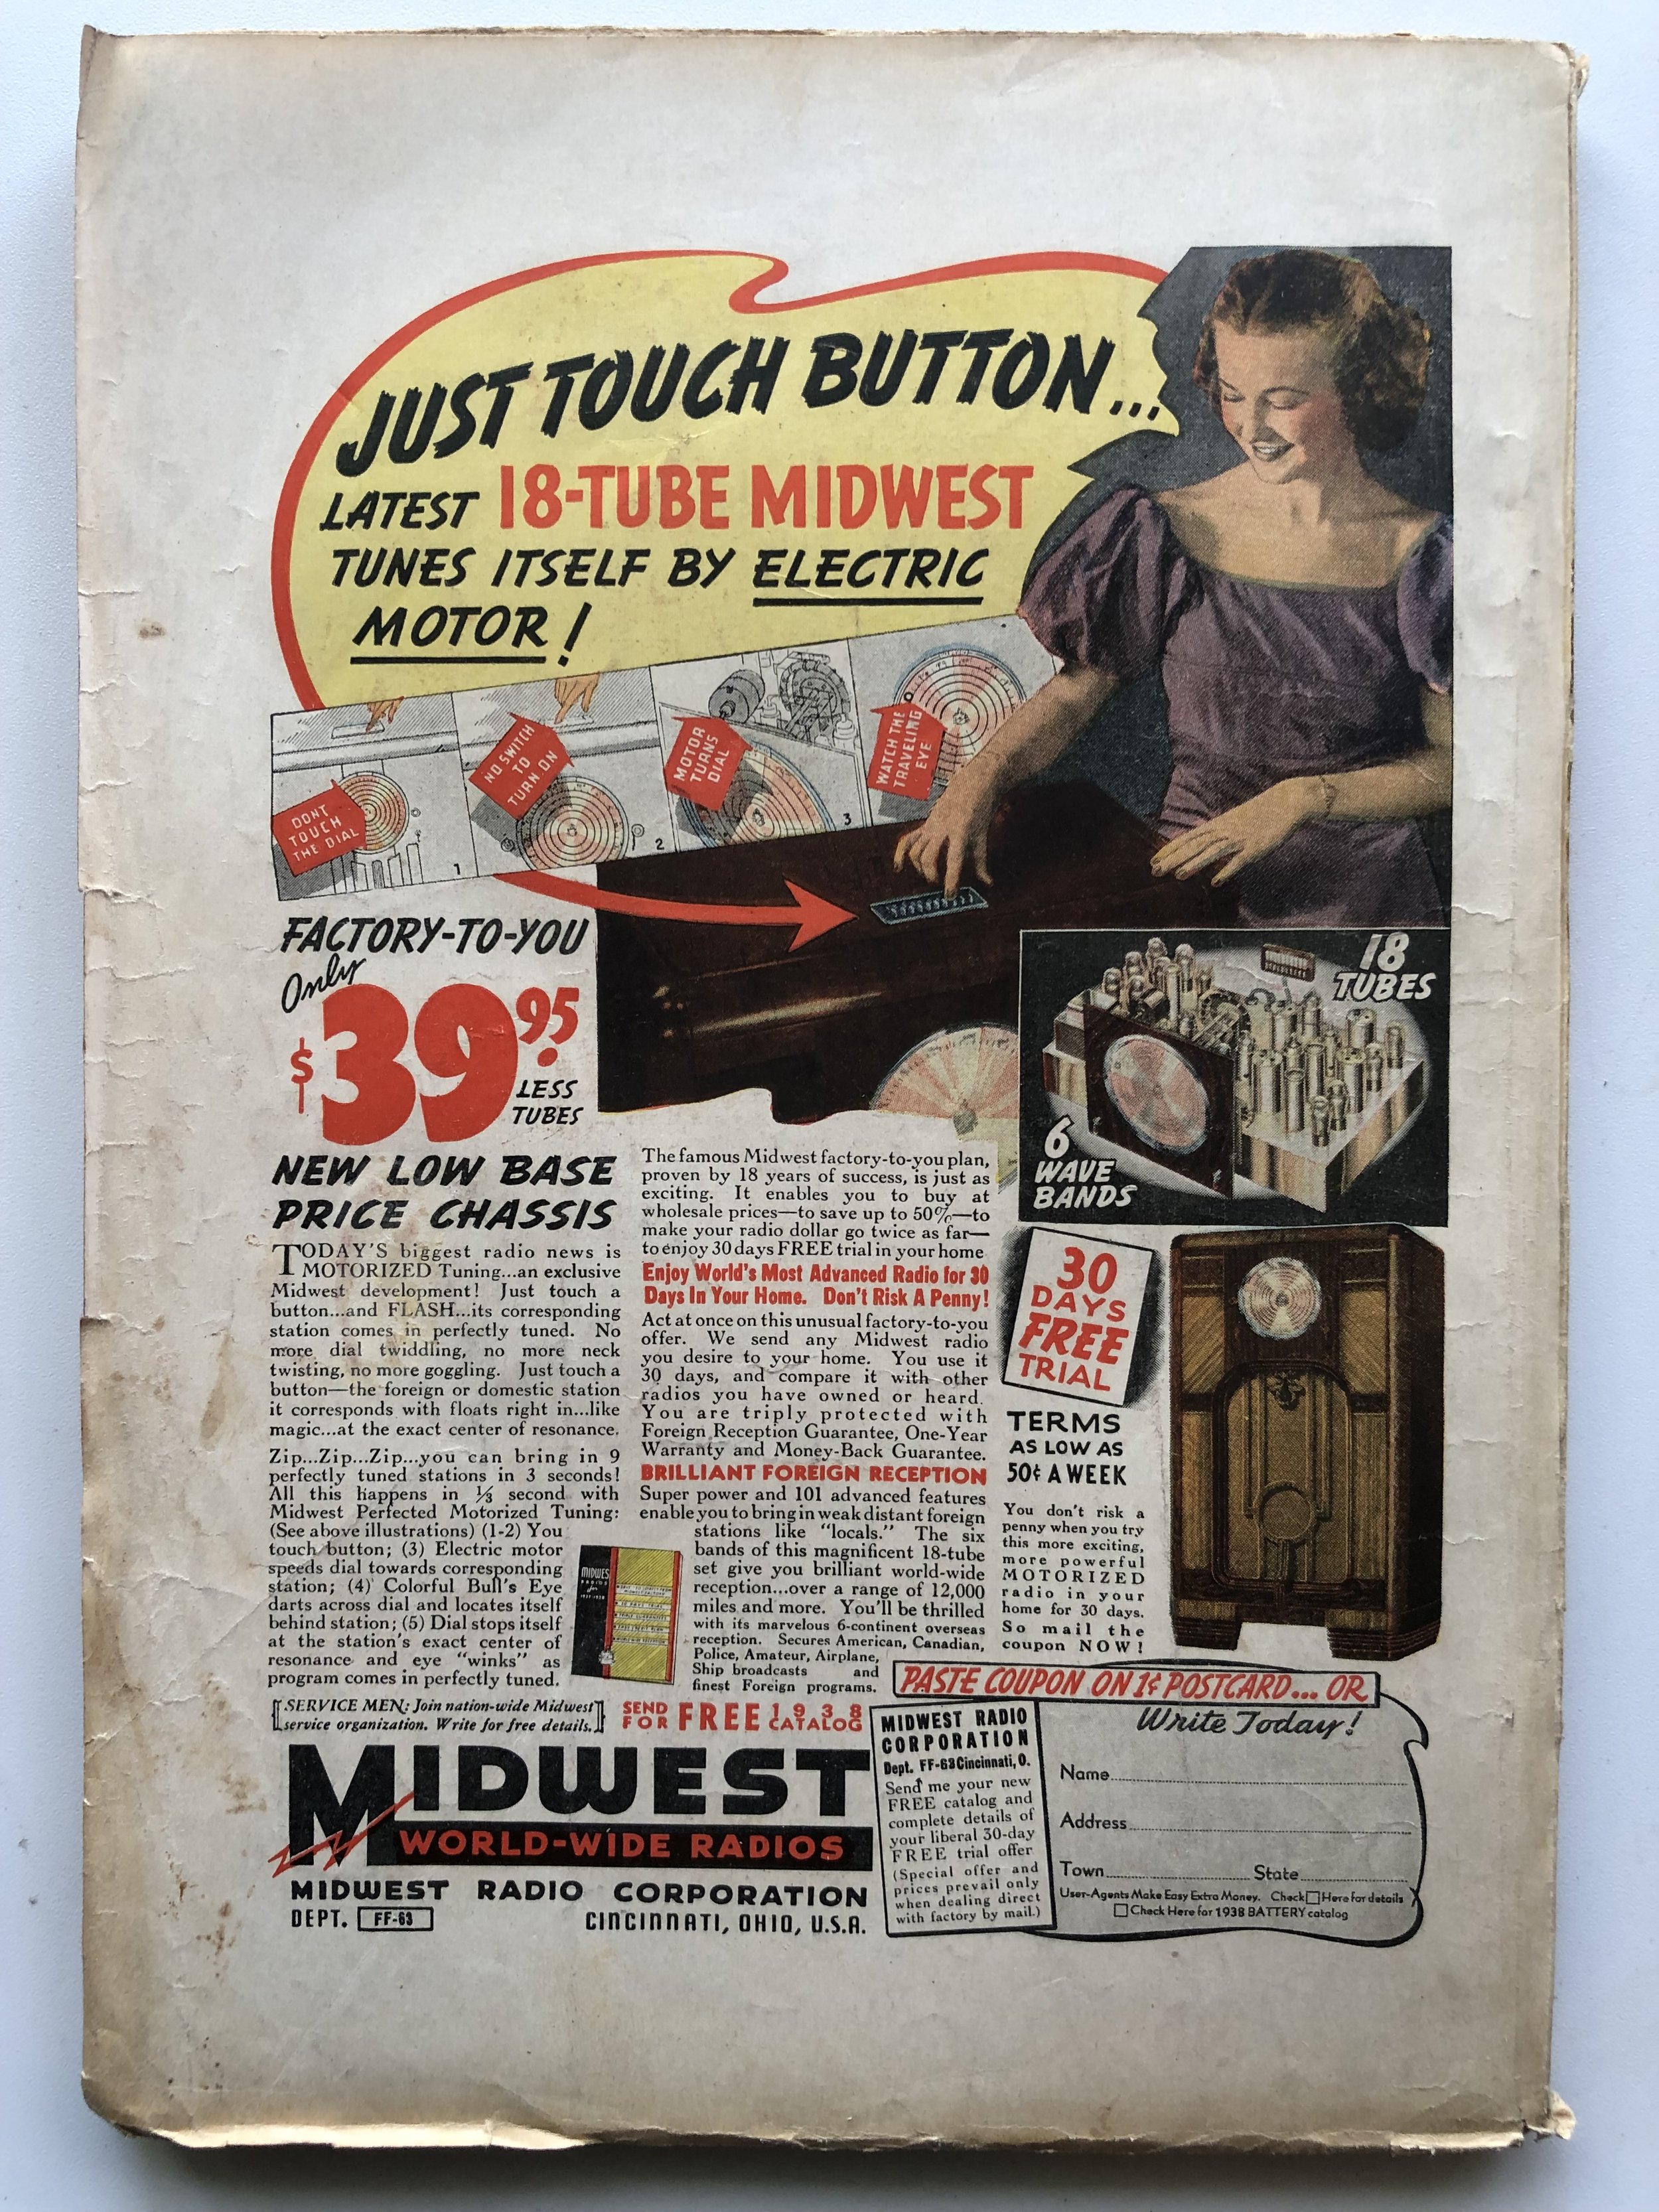 JUST TOUCH BUTTON...
LATEST 18-TUBE MIDWEST
TUNES ITSELF BY ELECTRIC
MOTOR!
DONT
TOUCH
THE DIAL
1
NO SWITCH
TO
TURN ON
2
MOTOR
TURNS
DIAL
3
WATCH THE
TRAVELING
EYE
FACTORY-TO-YOU
Only
$39.95
LESS
TUBES
18
TUBES
6
WAVE
BANDS
NEW LOW BASE
PRICE CHASSIS
TODAY'S biggest radio news is
MOTORIZED Tuning...an exclusive
Midwest development! Just touch a
button...and FLASH...its corresponding
station comes in perfectly tuned. No
more dial twiddling, no more neck
twisting, no more goggling. Just touch a
button—the foreign or domestic station
it corresponds with floats right in...like
magic...at the exact center of resonance.
Zip...Zip...Zip...you can bring in 9
perfectly tuned stations in 3 seconds!
All this happens in ⅓ second with
Midwest Perfected Motorized Tuning:
(See above illustrations) (1-2) You
touch button; (3) Electric motor
speeds dial towards corresponding
station; (4) Colorful Bull's Eye
darts across dial and locates itself
behind station; (5) Dial stops itself
at the station's exact center of
resonance and eye "winks" as
program comes in perfectly tuned.
The famous Midwest factory-to-you plan,
proven by 18 years of success, is just as
exciting. It enables you to buy at
wholesale prices—to save up to 50%—to
make your radio dollar go twice as far—
to enjoy 30 days FREE trial in your home
Enjoy World's Most Advanced Radio for 30
Days In Your Home. Don't Risk A Penny!
Act at once on this unusual factory-to-you
offer. We send any Midwest radio
you desire to your home. You use it
30 days, and compare it with other
radios you have owned or heard.
You are triply protected with
Foreign Reception Guarantee, One-Year
Warranty and Money-Back Guarantee.
BRILLIANT FOREIGN RECEPTION
Super power and 101 advanced features
enable you to bring in weak distant foreign
stations like "locals." The six
bands of this magnificent 18-tube
set give you brilliant world-wide
reception...over a range of 12,000
miles and more. You'll be thrilled
with its marvelous 6-continent overseas
reception. Secures American, Canadian,
Police, Amateur, Airplane,
Ship broadcasts and
finest Foreign programs.
30
DAYS
FREE
TRIAL
TERMS
AS LOW AS
50¢ A WEEK
You don't risk a
penny when you try
this more exciting,
more powerful
MOTORIZED
radio in your
home for 30 days.
So mail the
coupon NOW!
[SERVICE MEN: Join nation-wide Midwest
service organization. Write for free details.]
SEND FOR FREE 1938 CATALOG
MIDWEST
WORLD-WIDE RADIOS
MIDWEST RADIO CORPORATION
DEPT. FF-63 CINCINNATI, OHIO, U.S.A.
PASTE COUPON ON 1¢ POSTCARD... OR
Write Today!
MIDWEST RADIO
CORPORATION
Dept. FF-63 Cincinnati, O.
Send me your new
FREE catalog and
complete details of
your liberal 30-day
FREE trial offer
(Special offer and
prices prevail only
when dealing direct
with factory by mail.)
Name
Address
Town State
User-Agents Make Easy Extra Money. Check Here for details
Check Here for 1938 BATTERY catalog